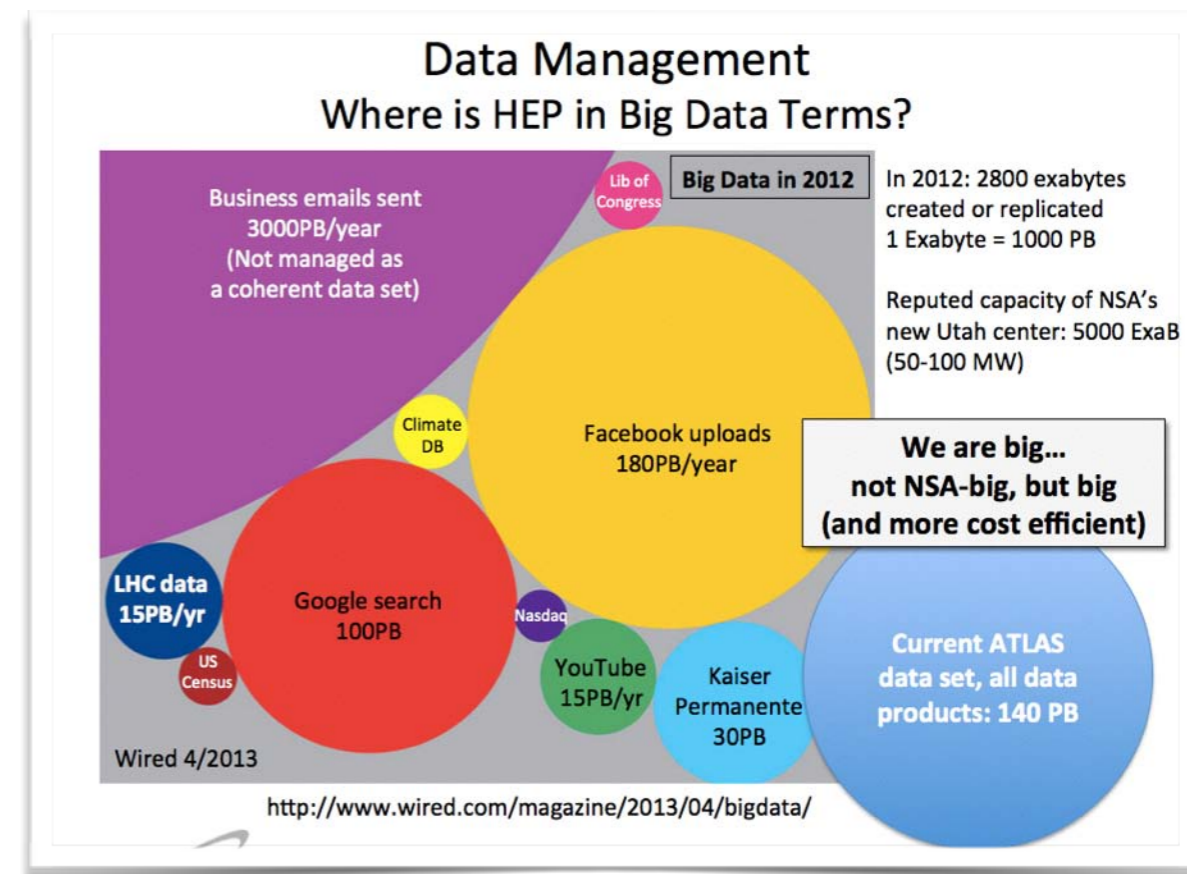 Data Management
Where is HEP in Big Data Terms?
Business emails sent
3000PB/year
(Not managed as
a coherent data set)
Lib of
Congress
Big Data in 2012
In 2012: 2800 exabytes
created or replicated
1 Exabyte = 1000 PB
Reputed capacity of NSA's
new Utah center: 5000 ExaB
(50-100 MW)
Climate
DB
Facebook uploads
180PB/year
We are big...
not NSA-big, but big
(and more cost efficient)
LHC data
15PB/yr
Google search
100PB
Nasdaq
US
Census
YouTube
15PB/yr
Kaiser
Permanente
30PB
Current ATLAS
data set, all data
products: 140 PB
Wired 4/2013
http://www.wired.com/magazine/2013/04/bigdata/